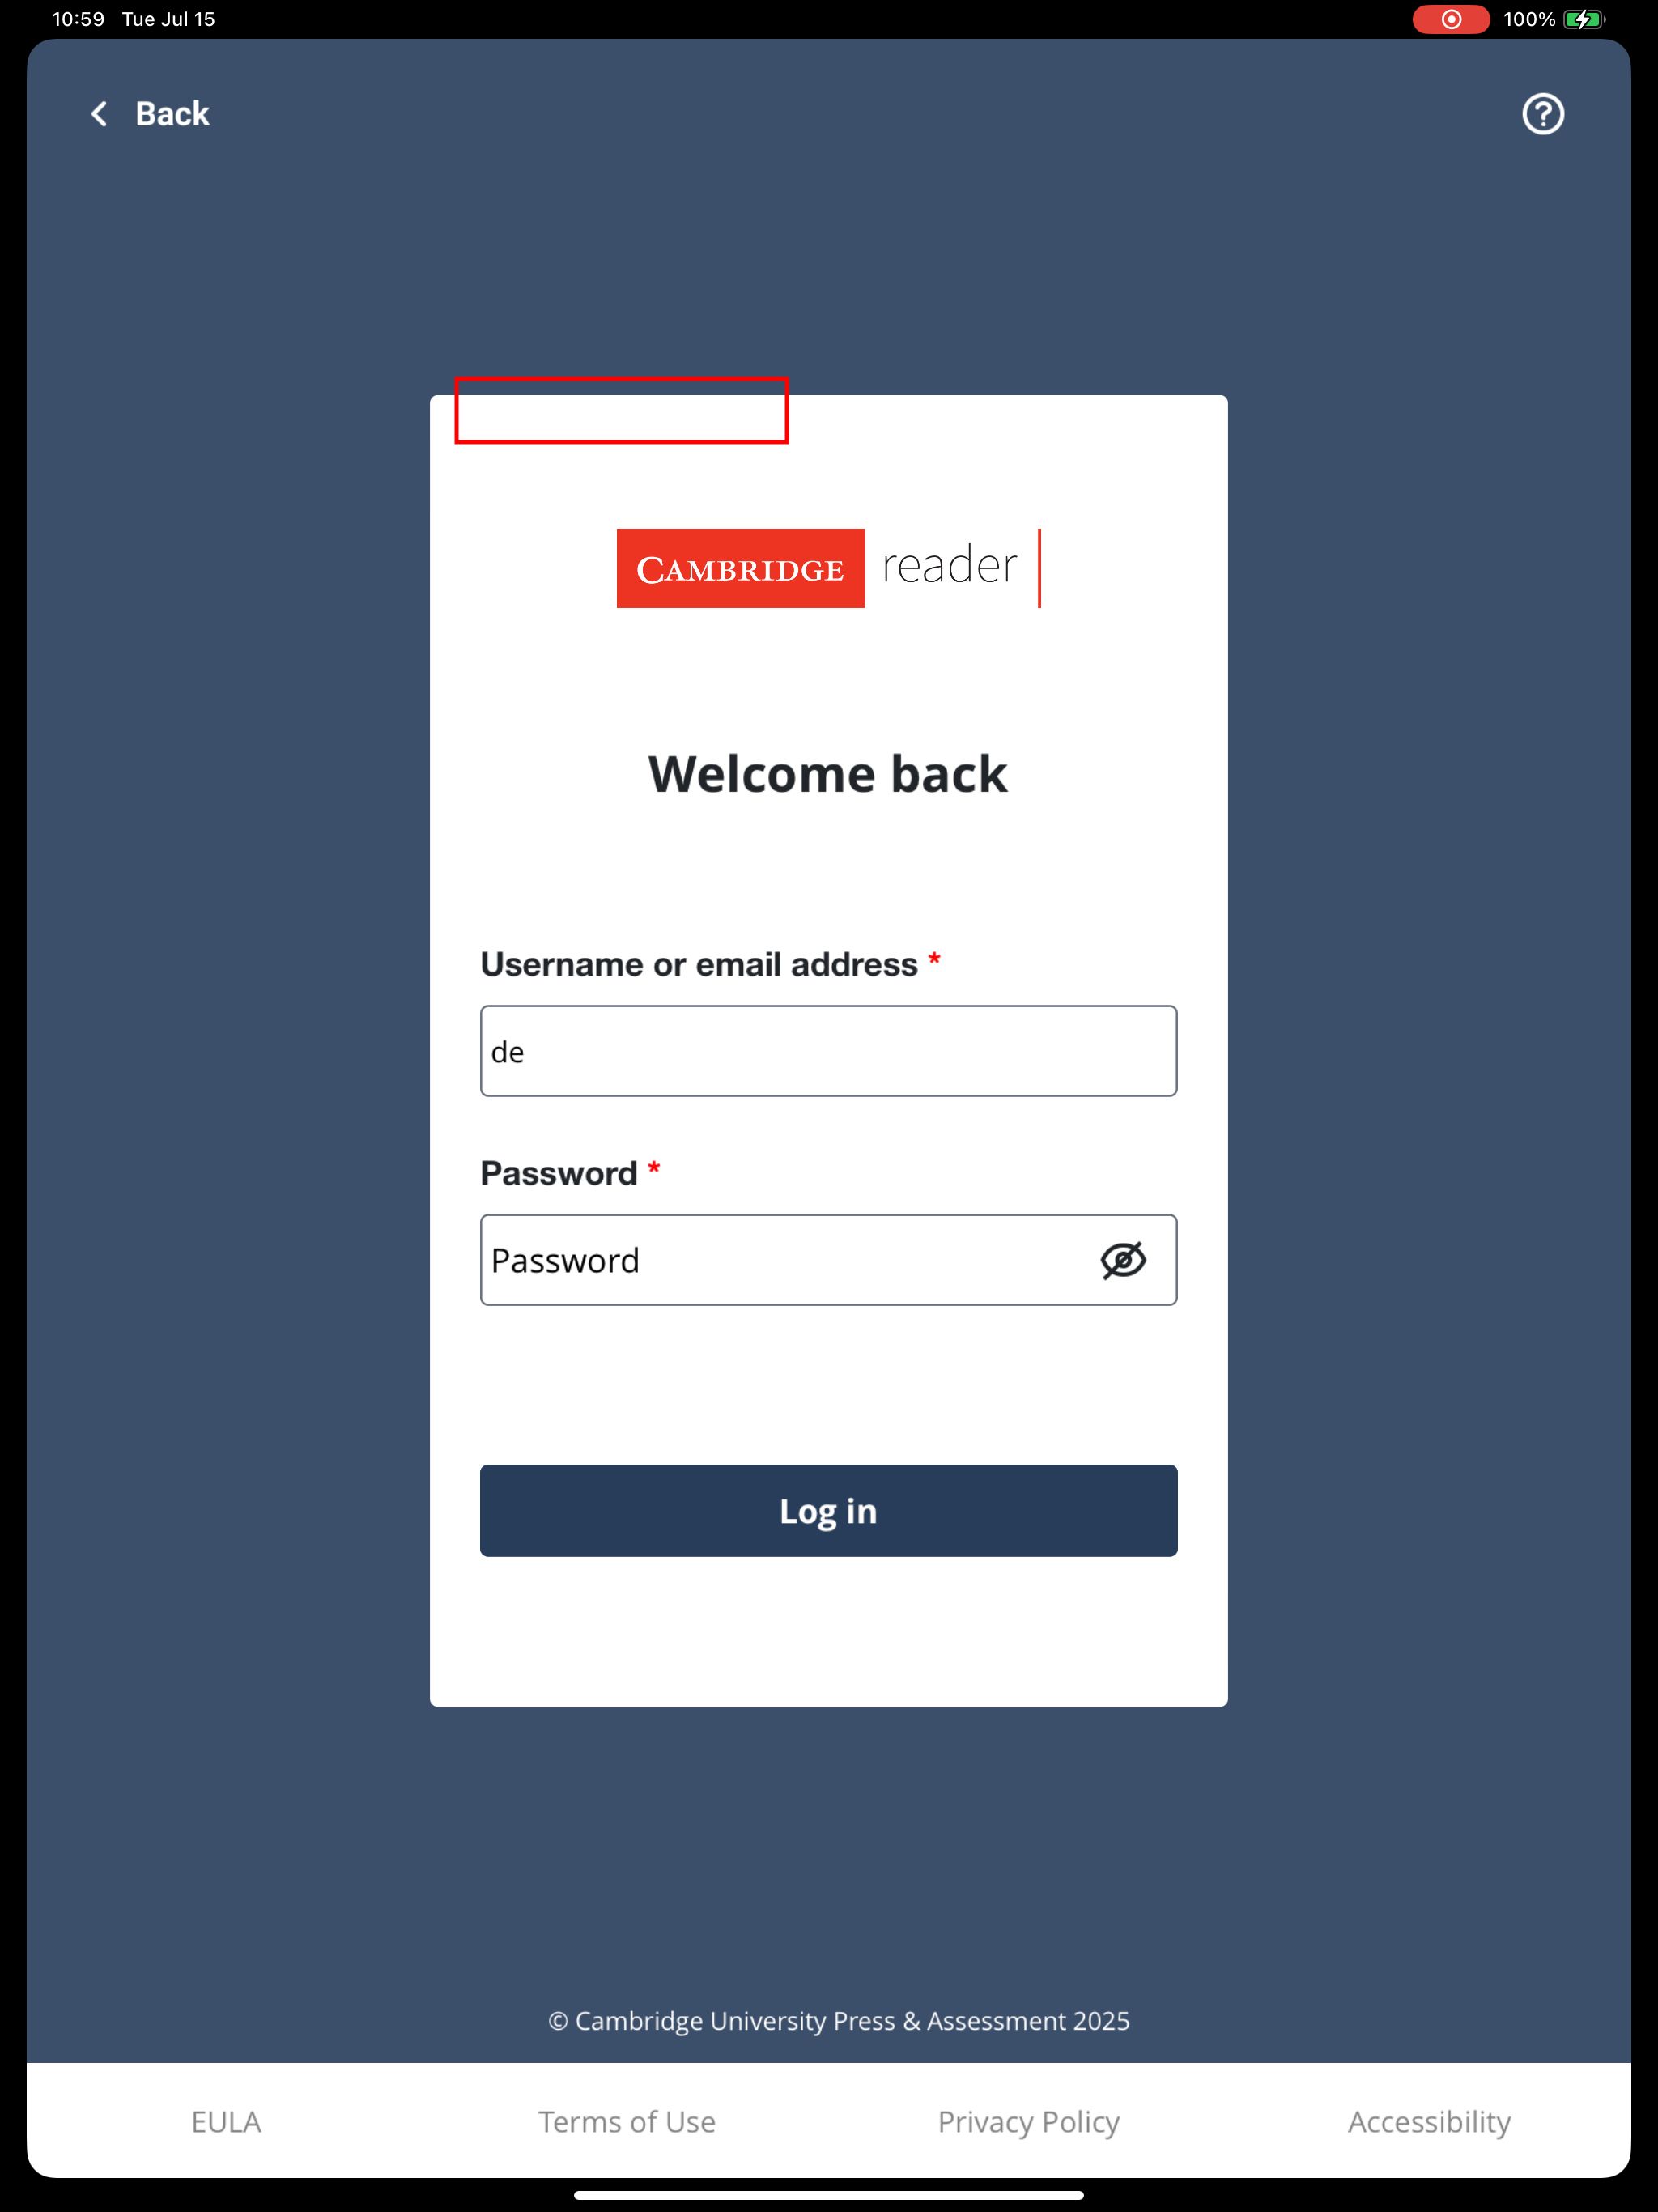 10:59 Tue Jul 15
100%
Back
CAMBRIDGE reader
Welcome back
Username or email address *
de
Password *
Password
Log in
© Cambridge University Press & Assessment 2025
EULA
Terms of Use
Privacy Policy
Accessibility